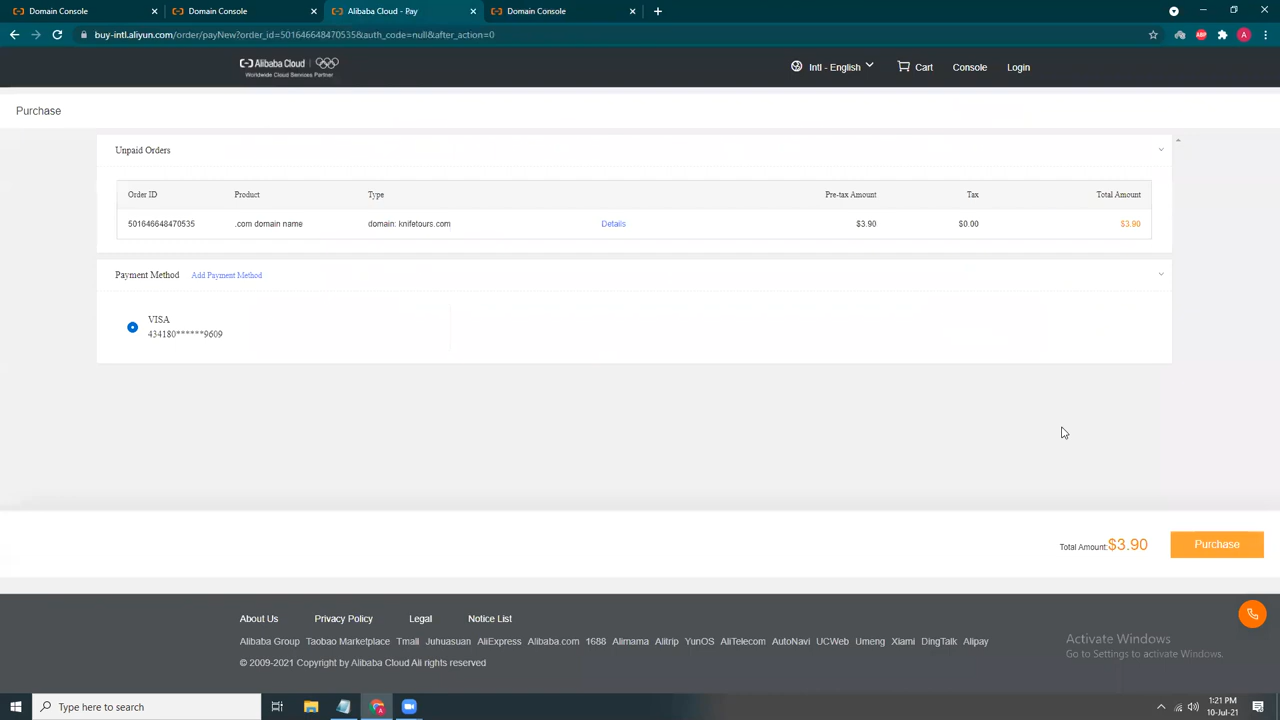 Domain Console
Domain Console
Alibaba Cloud - Pay
Domain Console
buy-intl.aliyun.com/order/payNew?order_id=501646648470535&auth_code=null&after_action=0
Alibaba Cloud
Worldwide Cloud Services Partner
Intl - English
Cart
Console
Login
Purchase
Unpaid Orders
Order ID Product Type Pre-tax Amount Tax Total Amount
501646648470535 .com domain name domain: knifetours.com Details $3.90 $0.00 $3.90
Payment Method Add Payment Method
VISA
434180******9609
Total Amount:$3.90
Purchase
About Us Privacy Policy Legal Notice List
Alibaba Group Taobao Marketplace Tmall Juhuasuan AliExpress Alibaba.com 1688 Alimama Alitrip YunOS AliTelecom AutoNavi UCWeb Umeng Xiami DingTalk Alipay
© 2009-2021 Copyright by Alibaba Cloud All rights reserved
Activate Windows
Go to Settings to activate Windows.
Type here to search
1:21 PM
10-Jul-21